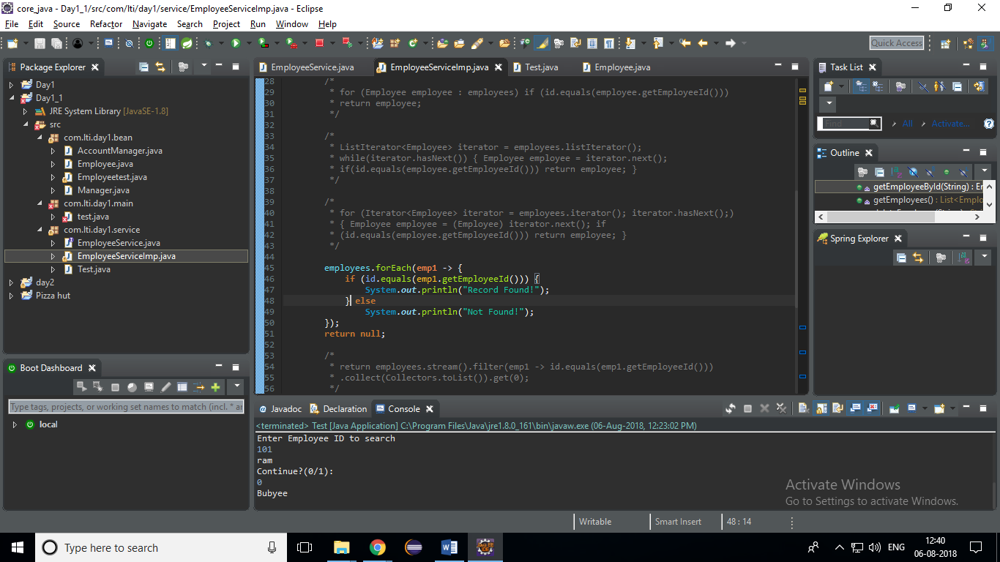 core_java - Day1_1/src/com/lti/day1/service/EmployeeServiceImp.java - Eclipse
File Edit Source Refactor Navigate Search Project Run Window Help
Quick Access
Package Explorer
Day1
Day1_1
JRE System Library [JavaSE-1.8]
src
com.lti.day1.bean
AccountManager.java
Employee.java
Employeetest.java
Manager.java
com.lti.day1.main
test.java
com.lti.day1.service
EmployeeService.java
EmployeeServiceImp.java
Test.java
day2
Pizza hut
Boot Dashboard
Type tags, projects, or working set names to match (incl. * ar
local
EmployeeService.java EmployeeServiceImp.java Test.java Employee.java
28 /*
29 * for (Employee employee : employees) if (id.equals(employee.getEmployeeId()))
30 * return employee;
31 */
32
33 /*
34 * ListIterator<Employee> iterator = employees.listIterator();
35 * while(iterator.hasNext()) { Employee employee = iterator.next();
36 * if(id.equals(employee.getEmployeeId())) return employee; }
37 */
38
39 /*
40 * for (Iterator<Employee> iterator = employees.iterator(); iterator.hasNext();)
41 * { Employee employee = (Employee) iterator.next(); if
42 * (id.equals(employee.getEmployeeId())) return employee; }
43 */
44
45 employees.forEach(emp1 -> {
46 if (id.equals(emp1.getEmployeeId())) {
47 System.out.println("Record Found!");
48 } else
49 System.out.println("Not Found!");
50 });
51 return null;
52
53 /*
54 * return employees.stream().filter(emp1 -> id.equals(emp1.getEmployeeId()))
55 * .collect(Collectors.toList()).get(0);
56 */
Javadoc Declaration Console
<terminated> Test [Java Application] C:\Program Files\Java\jre1.8.0_161\bin\javaw.exe (06-Aug-2018, 12:23:02 PM)
Enter Employee ID to search
101
ram
Continue?(0/1):
0
Bubyee
Task List
Find All Activate...
Outline
getEmployeeById(String) : Er
getEmployees() : List<Emplo
Spring Explorer
Activate Windows
Go to Settings to activate Windows.
Writable Smart Insert 48 : 14
Type here to search
ENG
12:40
06-08-2018